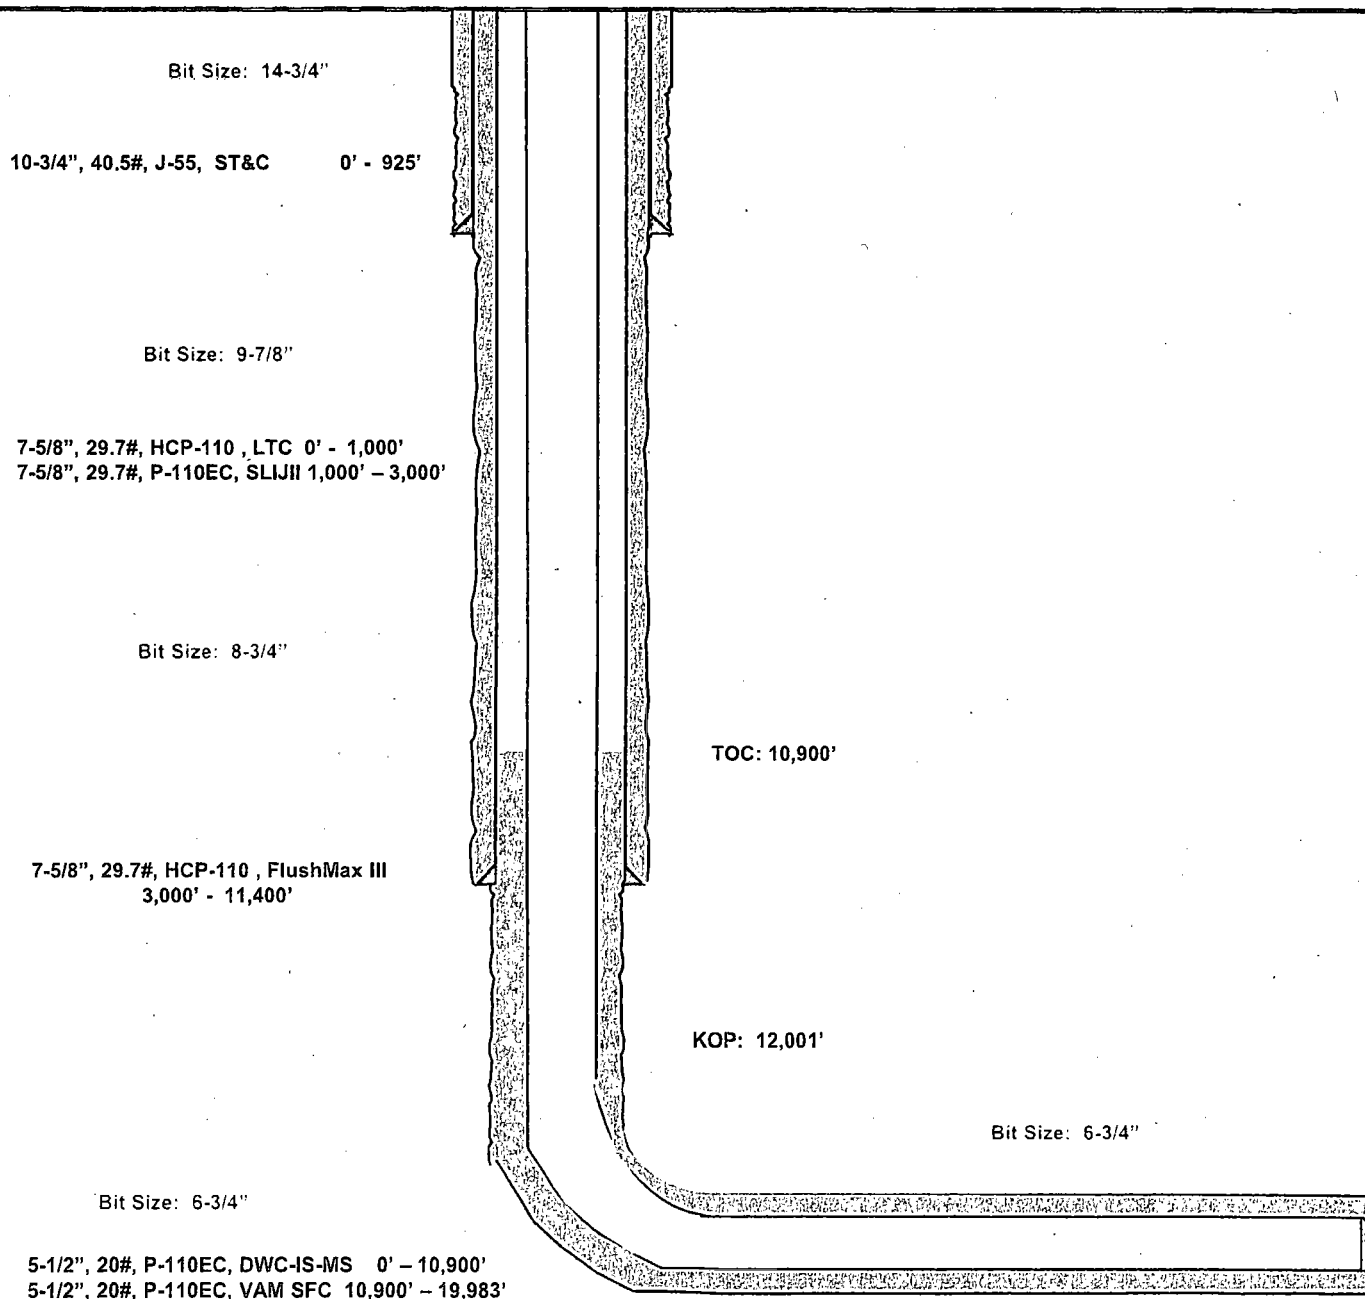 Bit Size: 14-3/4"
10-3/4", 40.5#, J-55, ST&C 0' - 925'
Bit Size: 9-7/8"
7-5/8", 29.7#, HCP-110 , LTC 0' - 1,000'
7-5/8", 29.7#, P-110EC, SLIJII 1,000' – 3,000'
Bit Size: 8-3/4"
TOC: 10,900'
7-5/8", 29.7#, HCP-110 , FlushMax III
3,000' - 11,400'
KOP: 12,001'
Bit Size: 6-3/4"
Bit Size: 6-3/4"
5-1/2", 20#, P-110EC, DWC-IS-MS 0' – 10,900'
5-1/2", 20#, P-110EC, VAM SFC 10,900' – 19,983'